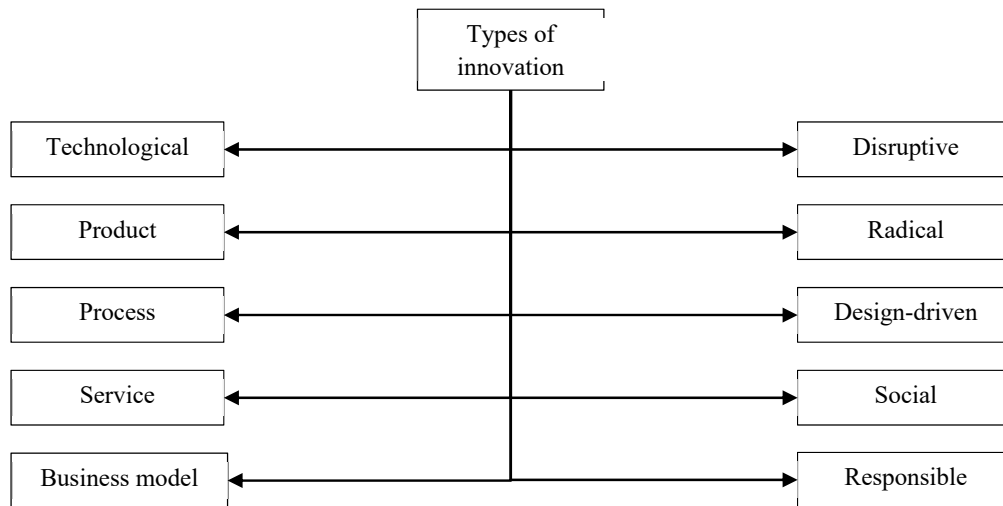 Types of
innovation
Technological
Disruptive
Product
Radical
Process
Design-driven
Service
Social
Business model
Responsible